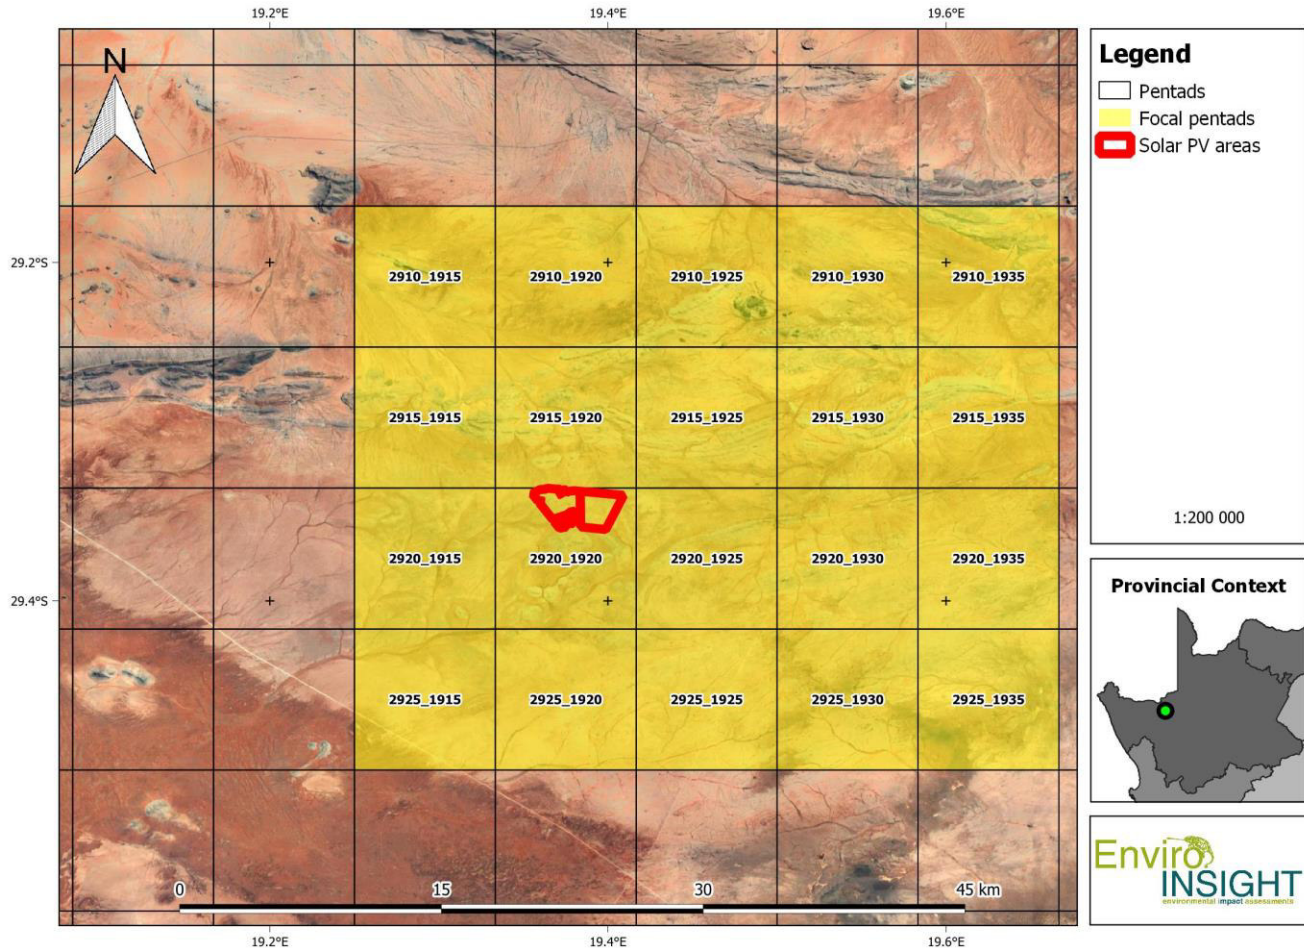 19.2°E 19.4°E 19.6°E
N
29.2°S
29.4°S
2910_1915 2910_1920 2910_1925 2910_1930 2910_1935
2915_1915 2915_1920 2915_1925 2915_1930 2915_1935
2920_1915 2920_1920 2920_1925 2920_1930 2920_1935
2925_1915 2925_1920 2925_1925 2925_1930 2925_1935
0 15 30 45 km
19.2°E 19.4°E 19.6°E
Legend
Pentads
Focal pentads
Solar PV areas
1:200 000
Provincial Context
Enviro
INSIGHT
environmental impact assessments